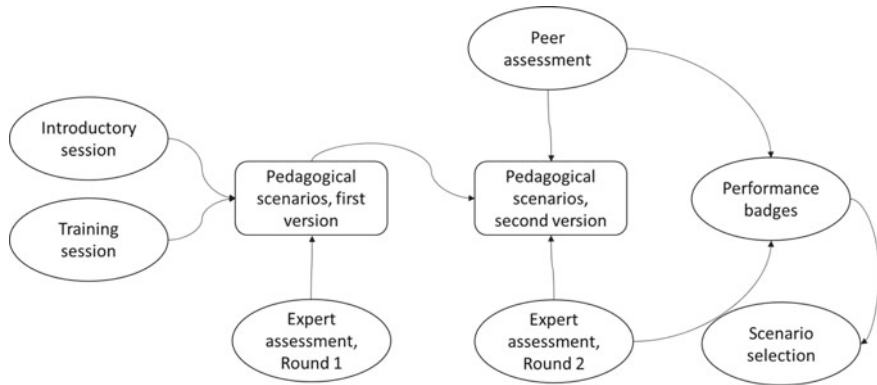 Peer
assessment
Introductory
session
Training
session
Pedagogical
scenarios, first
version
Pedagogical
scenarios,
second version
Performance
badges
Expert
assessment,
Round 1
Expert
assessment,
Round 2
Scenario
selection